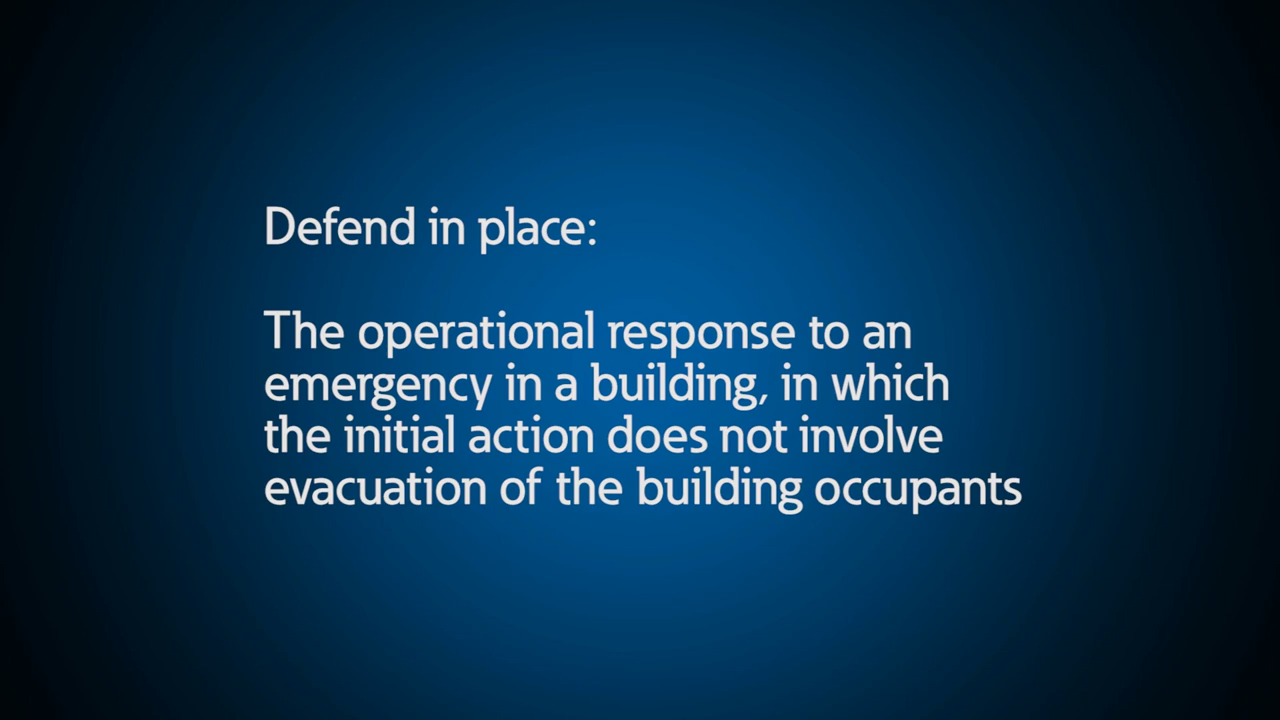 Defend in place:
The operational response to an
emergency in a building, in which
the initial action does not involve
evacuation of the building occupants